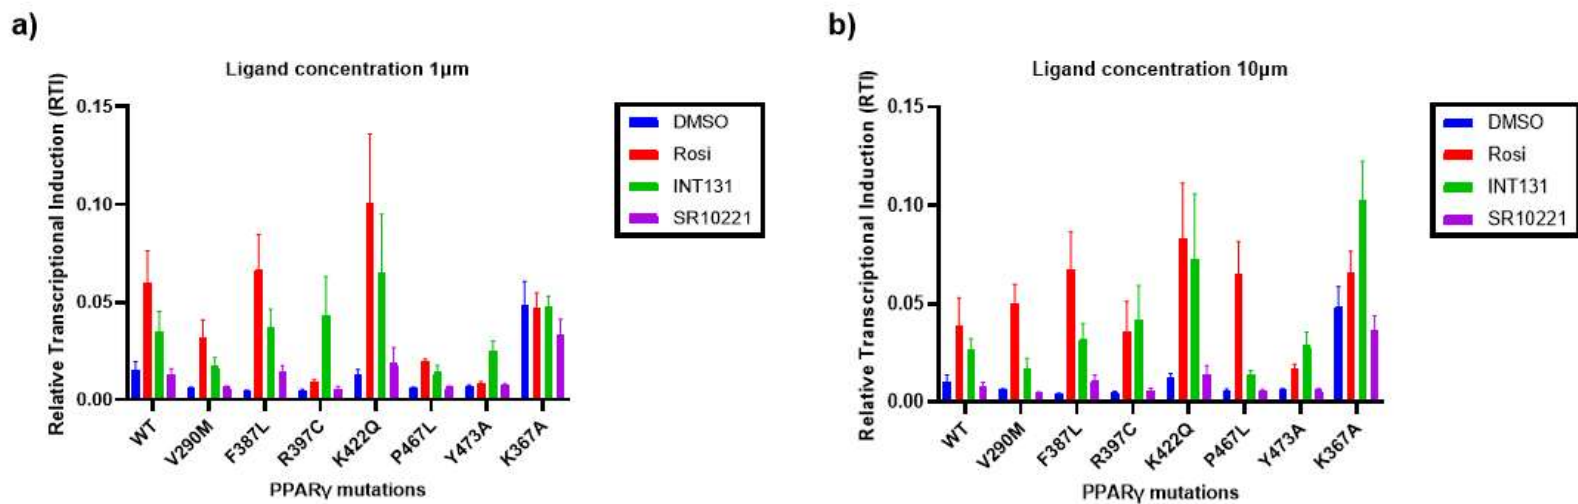 a)
Ligand concentration 1µm
Relative Transcriptional Induction (RTI)
0.15
0.10
0.05
0.00
WT
V290M
F387L
R397C
K422Q
P467L
Y473A
K367A
PPARγ mutations
DMSO
Rosi
INT131
SR10221
b)
Ligand concentration 10µm
Relative Transcriptional Induction (RTI)
0.15
0.10
0.05
0.00
WT
V290M
F387L
R397C
K422Q
P467L
Y473A
K367A
PPARγ mutations
DMSO
Rosi
INT131
SR10221